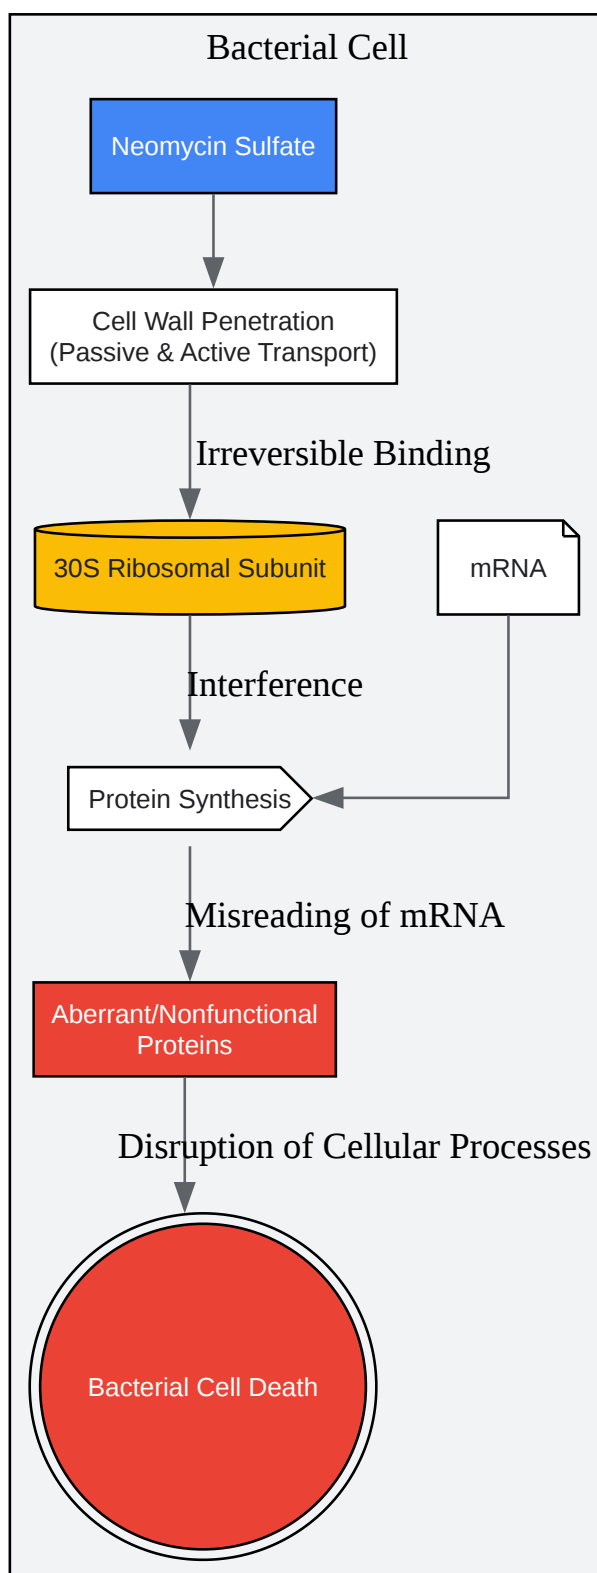 Bacterial Cell
Neomycin Sulfate
Cell Wall Penetration
(Passive & Active Transport)
Irreversible Binding
30S Ribosomal Subunit
mRNA
Interference
Protein Synthesis
Misreading of mRNA
Aberrant/Nonfunctional
Proteins
Disruption of Cellular Processes
Bacterial Cell Death